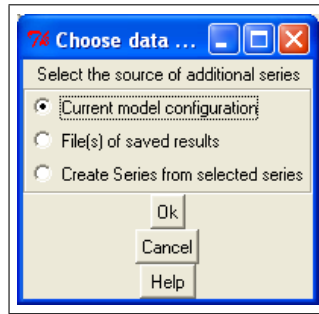 Choose data ...
Select the source of additional series
Current model configuration
File(s) of saved results
Create Series from selected series
Ok
Cancel
Help